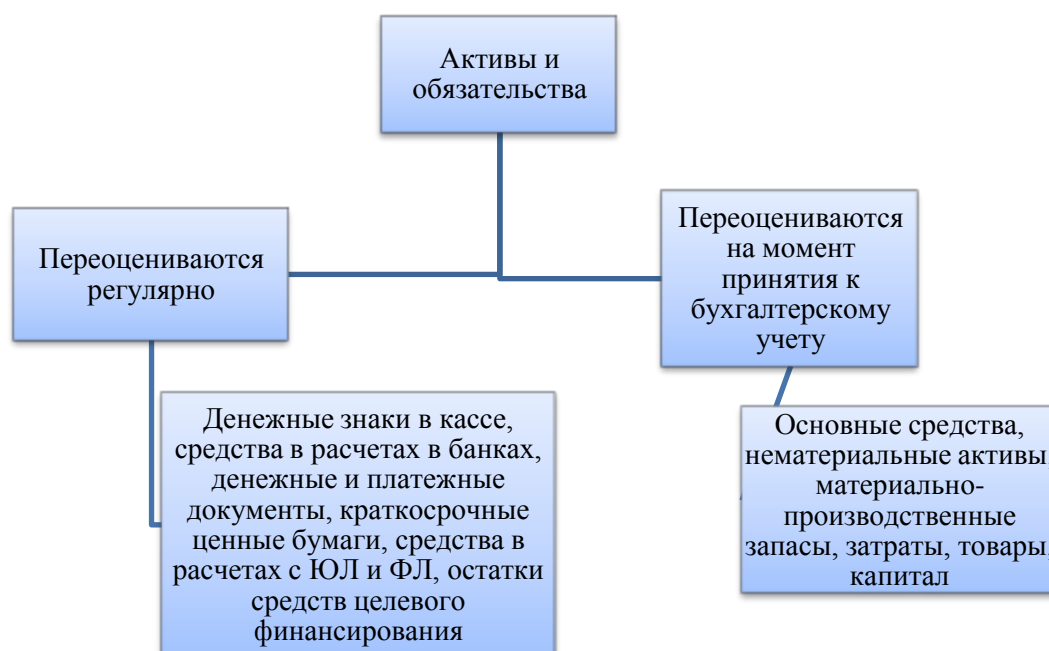 Активы и
обязательства
Переоцениваются
регулярно
Переоцениваются
на момент
принятия к
бухгалтерскому
учету
Денежные знаки в кассе,
средства в расчетах в банках,
денежные и платежные
документы, краткосрочные
ценные бумаги, средства в
расчетах с ЮЛ и ФЛ, остатки
средств целевого
финансирования
Основные средства,
нематериальные активы,
материально-
производственные
запасы, затраты, товары,
капитал